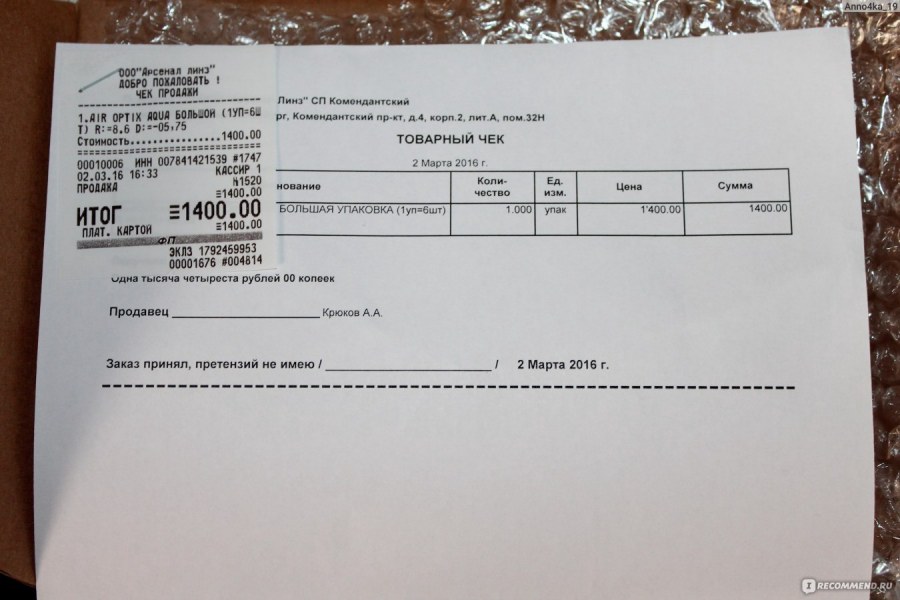 Anno4ka_19
ООО"Арсенал линз"
ДОБРО ПОЖАЛОВАТЬ !
ЧЕК ПРОДАЖИ
1.AIR OPTIX AQUA БОЛЬШОЙ (1УП=6Ш
Т) R:=8.6 D:=-05,75
Стоимость..............1400.00
00010006 ИНН 007841421539 #1747
02.03.16 16:33 КАССИР 1
ПРОДАЖА №1520
≡1400.00
ИТОГ ≡1400.00
ПЛАТ. КАРТОЙ ≡1400.00
ФП
ЭКЛЗ 1792459953
00001676 #004814
Линз" СП Комендантский
рг, Комендантский пр-кт, д.4, корп.2, лит.А, пом.32Н
ТОВАРНЫЙ ЧЕК
2 Марта 2016 г.
нование Коли-чество Ед. изм. Цена Сумма
БОЛЬШАЯ УПАКОВКА (1уп=6шт) 1.000 упак 1'400.00 1400.00
Одна тысяча четыреста рублей 00 копеек
Продавец ____________ Крюков А.А.
Заказ принял, претензий не имею / ____________ / 2 Марта 2016 г.
IRECOMMEND.RU